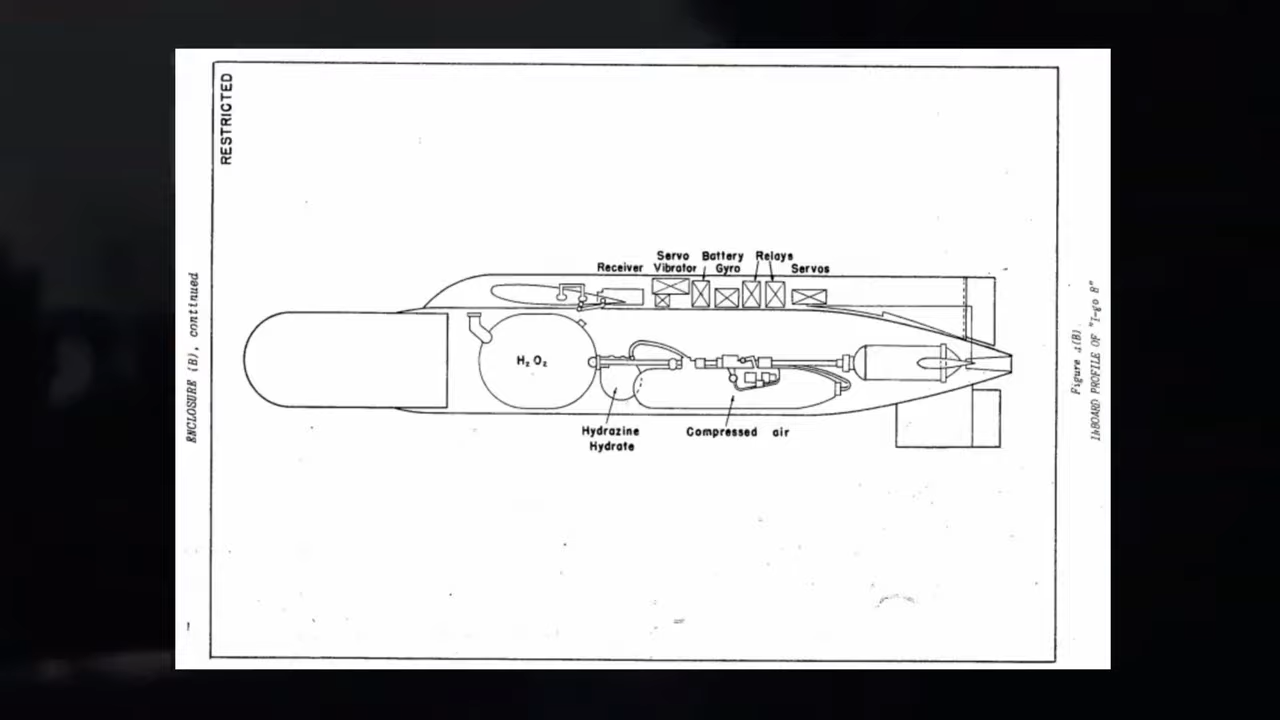 RESTRICTED
ENCLOSURE (B), continued
Servo Battery Relays
Receiver Vibrator Gyro Servos
H₂O₂
Hydrazine
Hydrate
Compressed air
Figure 1(B)
INBOARD PROFILE OF "I-go B"